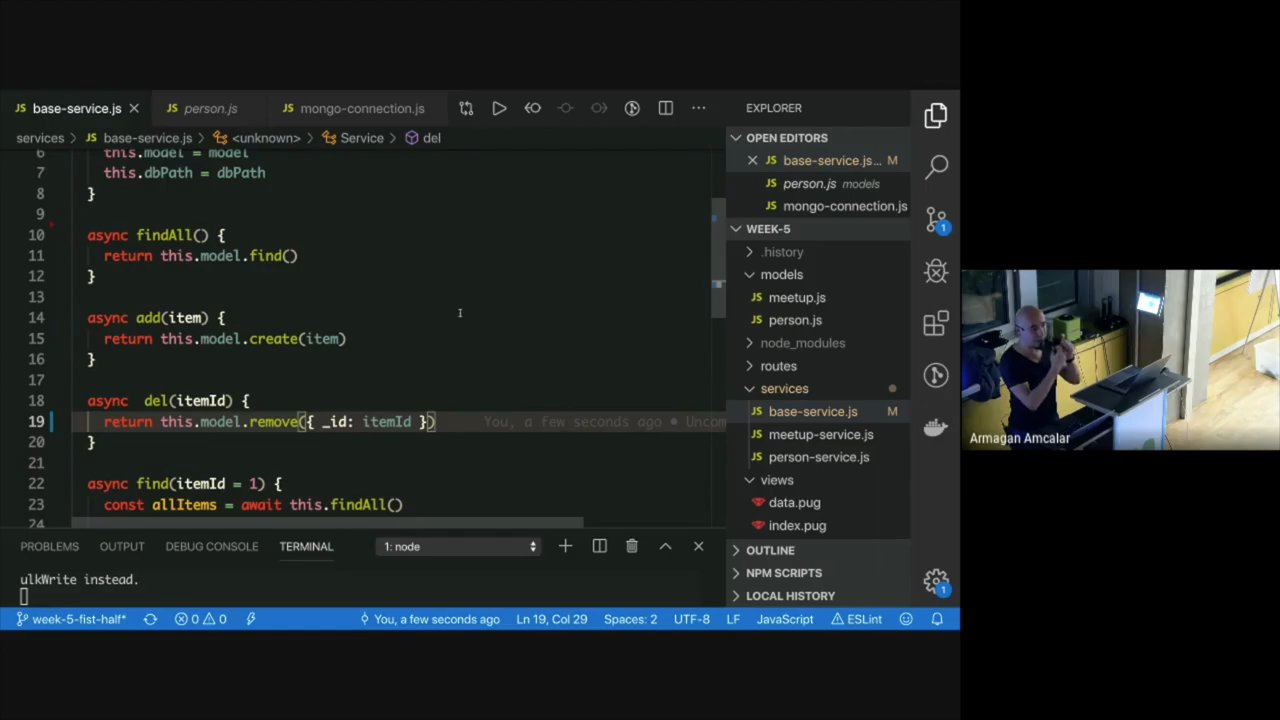 JS base-service.js
JS person.js
JS mongo-connection.js
services > JS base-service.js > <unknown> > Service > del
6 this.model = model
7 this.dbPath = dbPath
8 }
9
10 async findAll() {
11 return this.model.find()
12 }
13
14 async add(item) {
15 return this.model.create(item)
16 }
17
18 async  del(itemId) {
19 return this.model.remove({ _id: itemId }) You, a few seconds ago • Uncom
20 }
21
22 async find(itemId = 1) {
23 const allItems = await this.findAll()
24
PROBLEMS OUTPUT DEBUG CONSOLE TERMINAL 1: node
ulkWrite instead.
EXPLORER
OPEN EDITORS
JS base-service.js... M
JS person.js models
JS mongo-connection.js
WEEK-5
.history
models
JS meetup.js
JS person.js
node_modules
routes
services
JS base-service.js M
JS meetup-service.js
JS person-service.js
views
data.pug
index.pug
OUTLINE
NPM SCRIPTS
LOCAL HISTORY
1
1
week-5-fist-half* 0 0 You, a few seconds ago Ln 19, Col 29 Spaces: 2 UTF-8 LF JavaScript ESLint
Armagan Amcalar